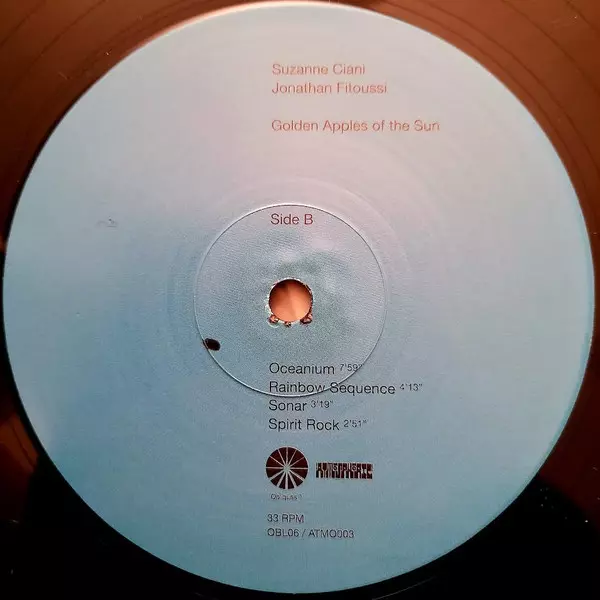 Suzanne Ciani
Jonathan Fitoussi
Golden Apples of the Sun
Side B
Oceanium 7'59"
Rainbow Sequence 4'13"
Sonar 3'19"
Spirit Rock 2'51"
33 RPM
OBL06 / ATMO003